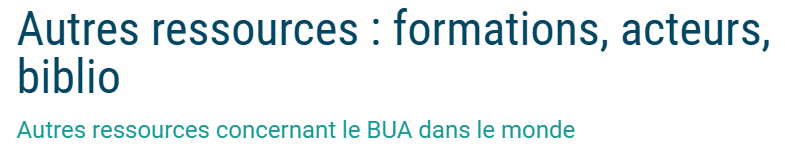 Autres ressources : formations, acteurs,
biblio
Autres ressources concernant le BUA dans le monde